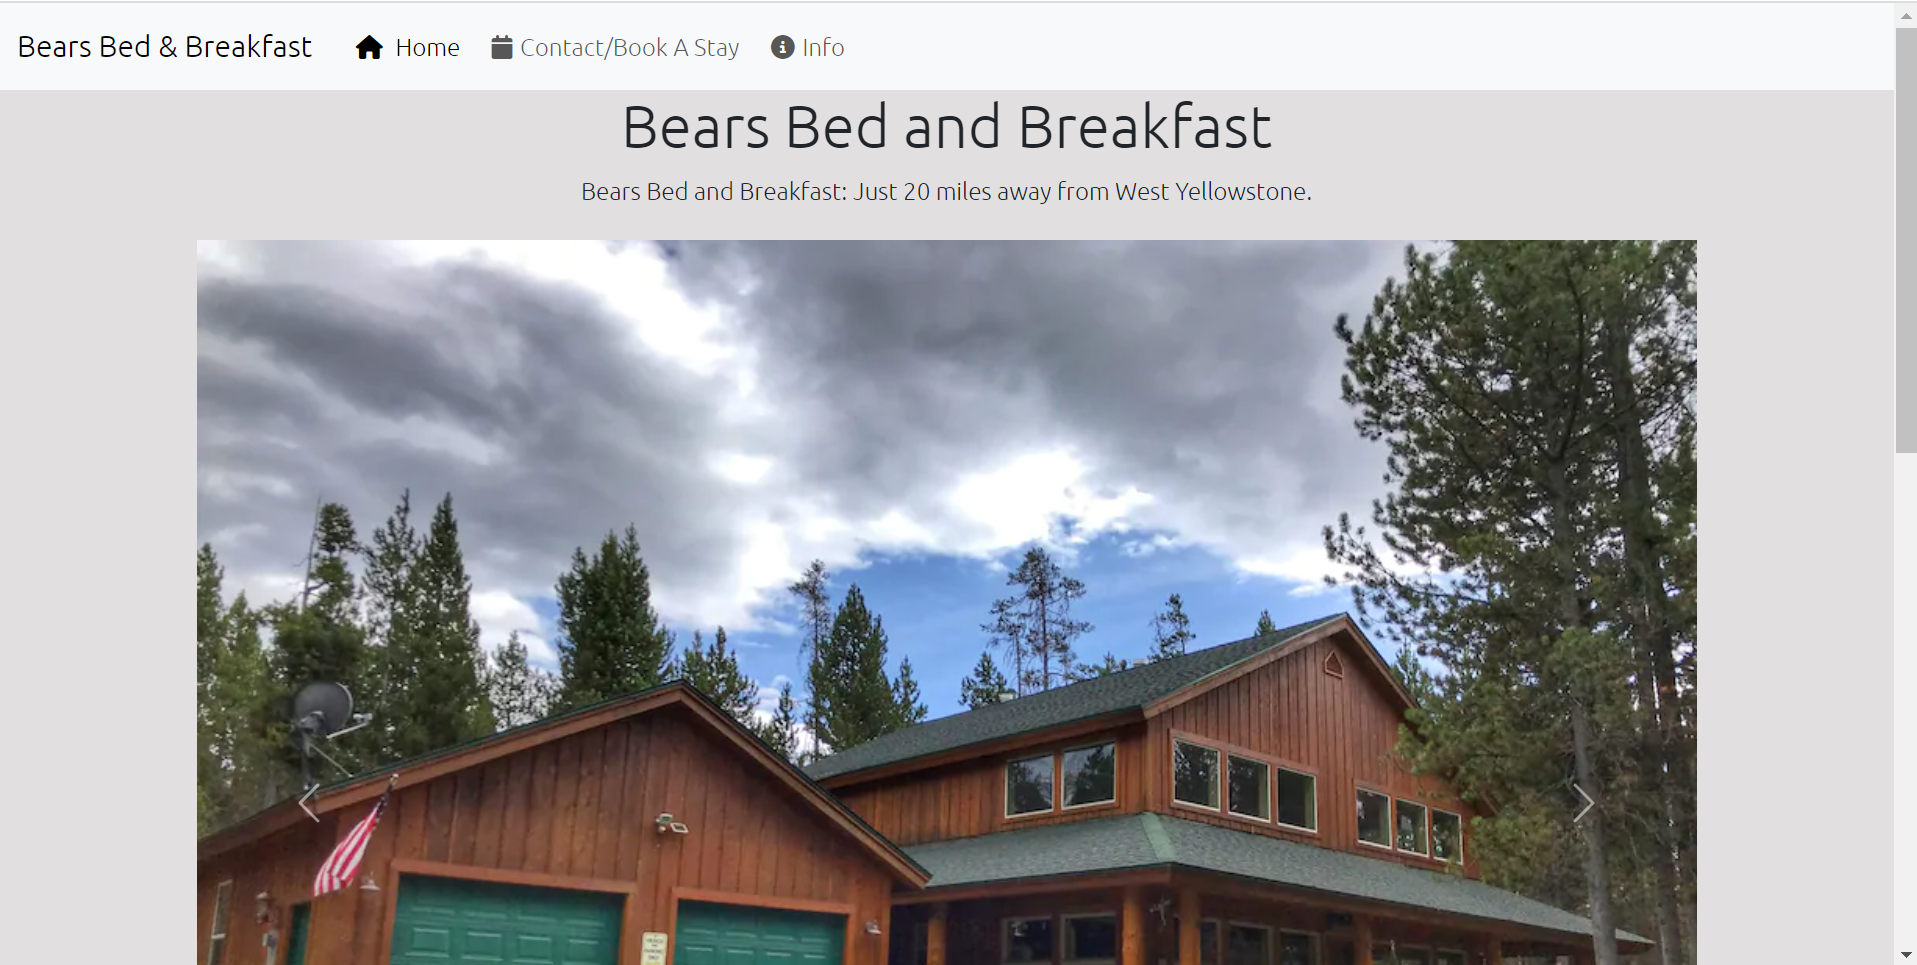 Bears Bed & Breakfast Home Contact/Book A Stay Info
Bears Bed and Breakfast
Bears Bed and Breakfast: Just 20 miles away from West Yellowstone.